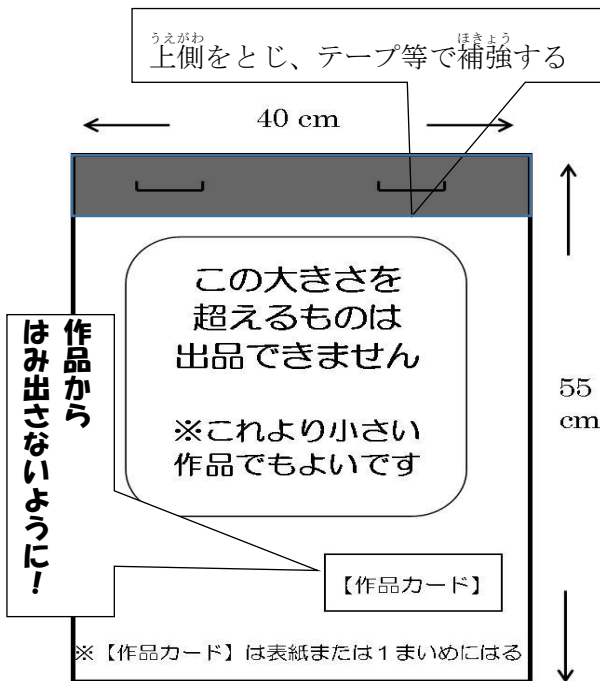 うえがわ ほきょう
上側をとじ、テープ等で補強する
40 cm
この大きさを
超えるものは
出品できません
※これより小さい
作品でもよいです
55
cm
作品から
はみ出さないように！
【作品カード】
※【作品カード】は表紙または１まいめにはる